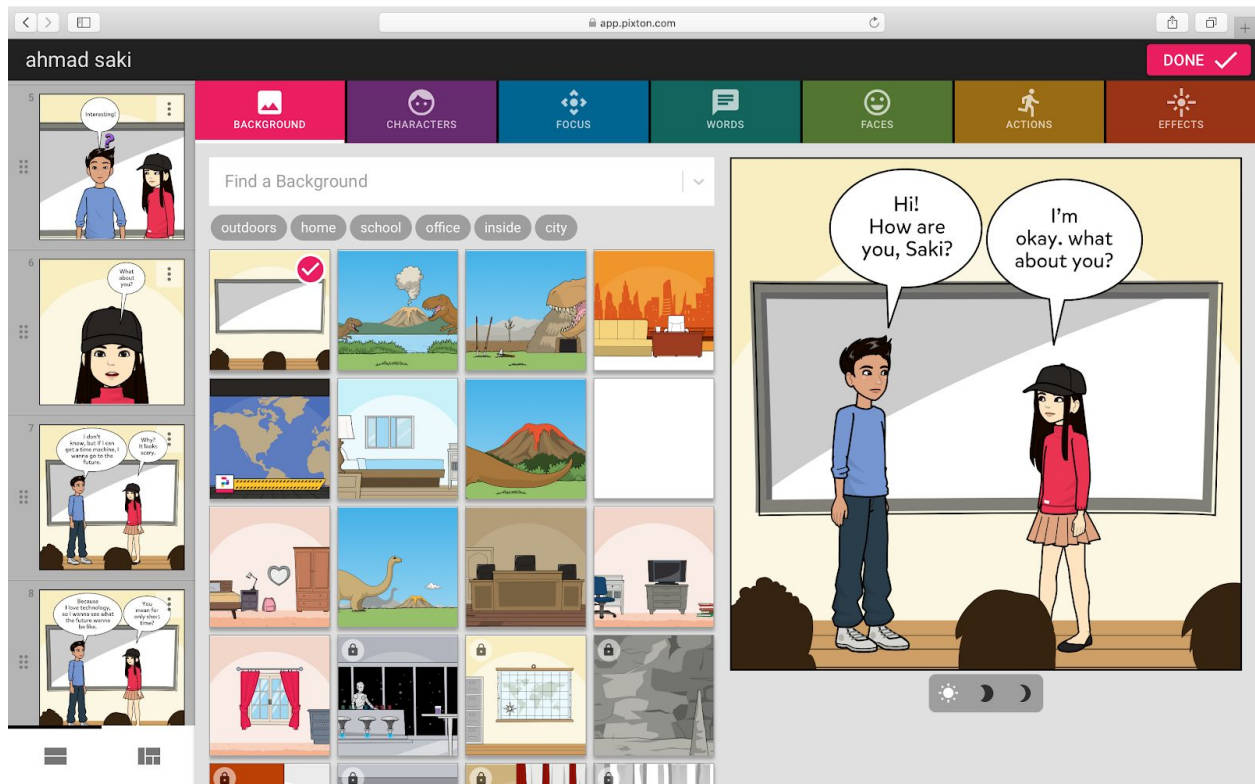 app.pixton.com
ahmad saki
DONE
BACKGROUND
CHARACTERS
FOCUS
WORDS
FACES
ACTIONS
EFFECTS
5
Interesting!
?
6
What
about
you?
7
I don't
know, but if I can
get a time machine, I
wanna go to the
future.
Why?
It looks
scary.
8
Because
I love technology,
so I wanna see what
the future wanna
be like.
You
mean for
only short
time?
Find a Background
outdoors
home
school
office
inside
city
Hi!
How are
you, Saki?
I'm
okay. what
about you?